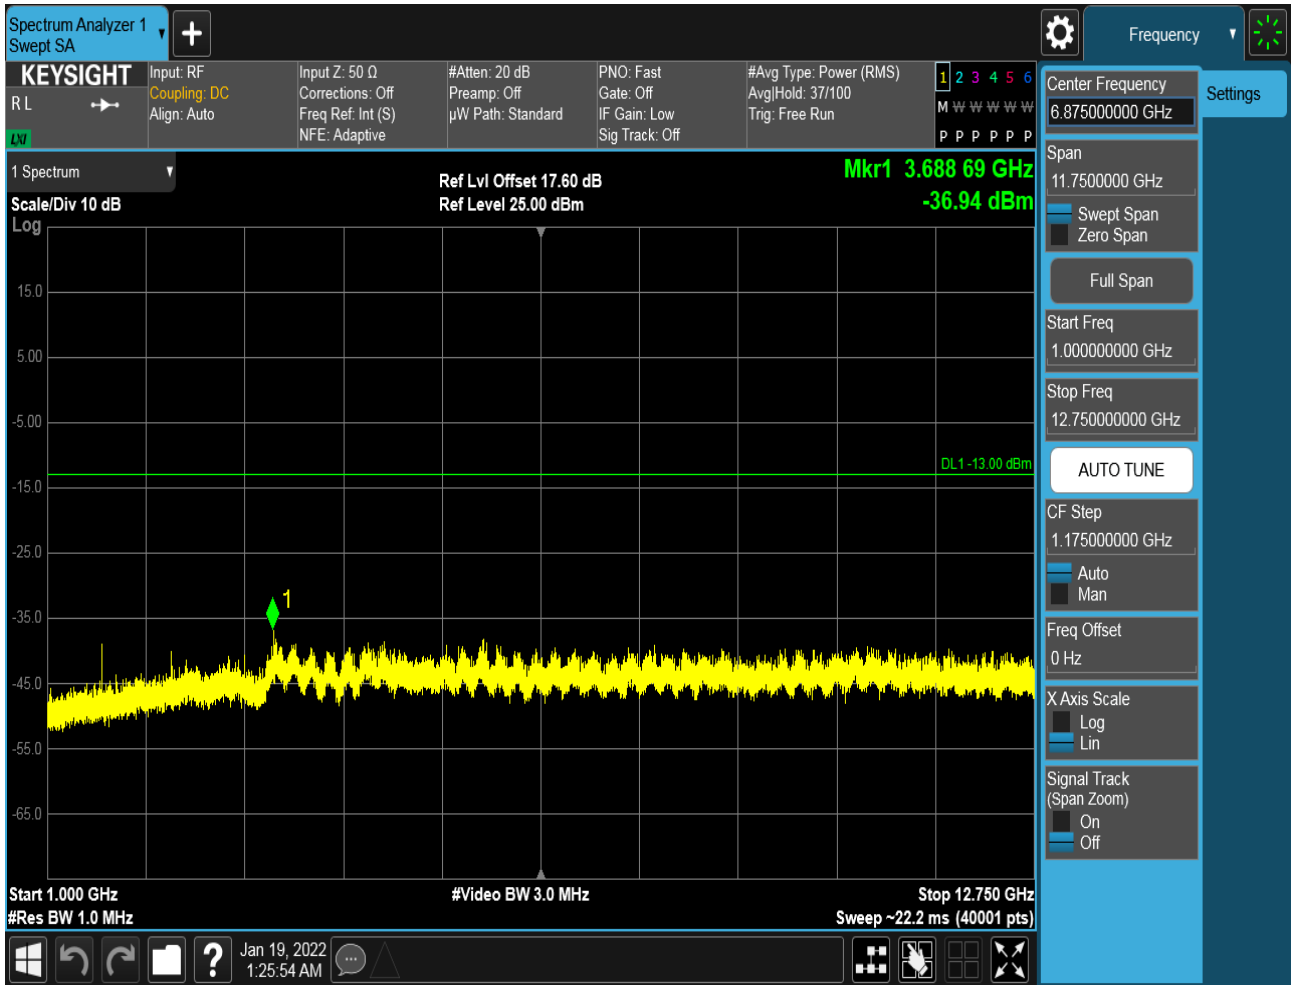 Spectrum Analyzer 1
Swept SA
Frequency
KEYSIGHT
R L
LXI
Input: RF
Coupling: DC
Align: Auto
Input Z: 50 Ω
Corrections: Off
Freq Ref: Int (S)
NFE: Adaptive
#Atten: 20 dB
Preamp: Off
µW Path: Standard
PNO: Fast
Gate: Off
IF Gain: Low
Sig Track: Off
#Avg Type: Power (RMS)
Avg|Hold: 37/100
Trig: Free Run
1 2 3 4 5 6
M W W W W W
P P P P P P
1 Spectrum
Scale/Div 10 dB
Log
Ref Lvl Offset 17.60 dB
Ref Level 25.00 dBm
Mkr1 3.688 69 GHz
-36.94 dBm
15.0
5.00
-5.00
-15.0
-25.0
-35.0
-45.0
-55.0
-65.0
DL1 -13.00 dBm
1
Start 1.000 GHz
#Res BW 1.0 MHz
#Video BW 3.0 MHz
Stop 12.750 GHz
Sweep ~22.2 ms (40001 pts)
Center Frequency
6.875000000 GHz
Settings
Span
11.7500000 GHz
Swept Span
Zero Span
Full Span
Start Freq
1.000000000 GHz
Stop Freq
12.750000000 GHz
AUTO TUNE
CF Step
1.175000000 GHz
Auto
Man
Freq Offset
0 Hz
X Axis Scale
Log
Lin
Signal Track
(Span Zoom)
On
Off
?
Jan 19, 2022
1:25:54 AM